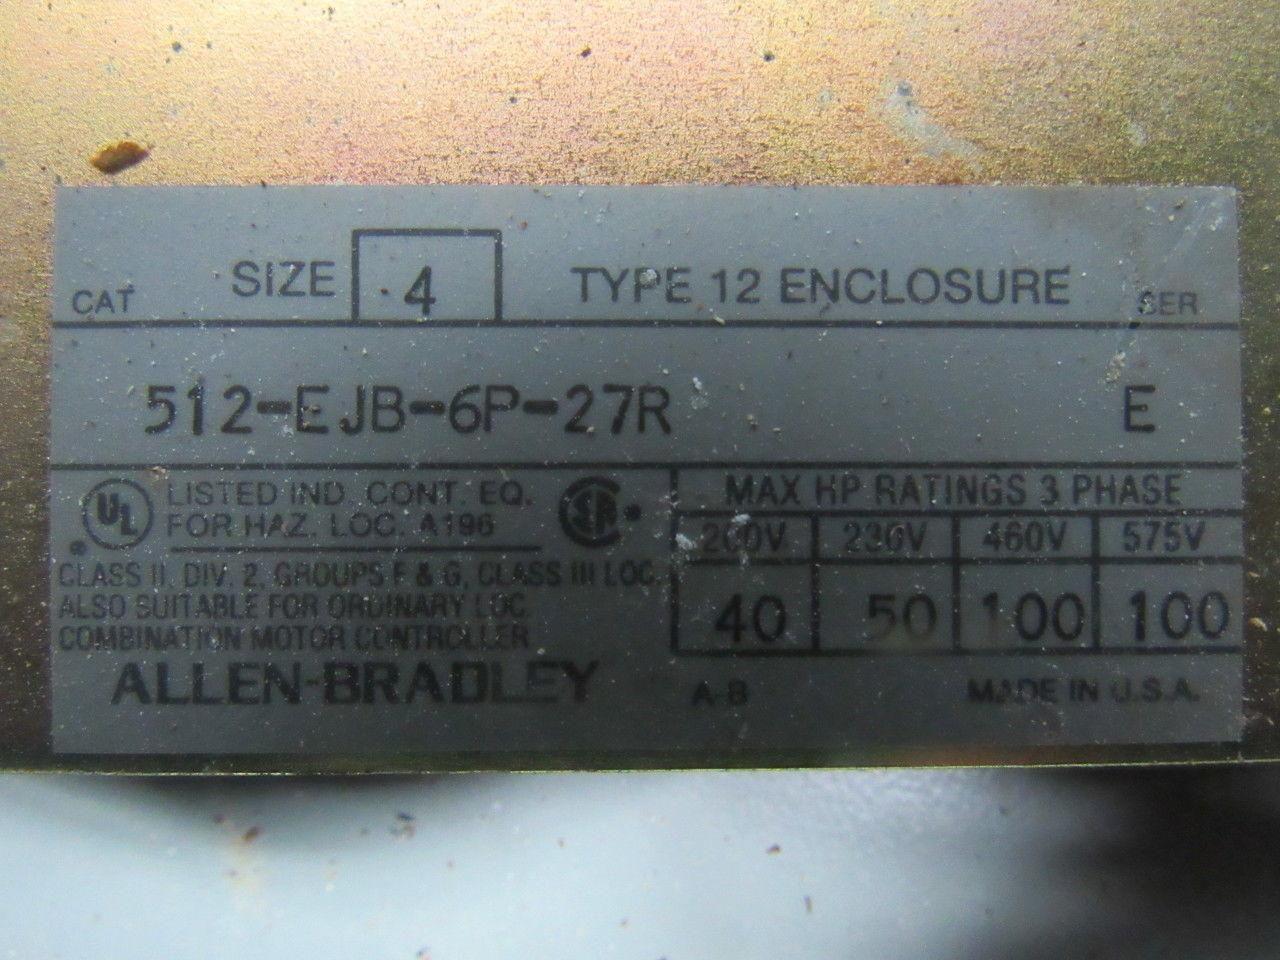 CAT SIZE 4 TYPE 12 ENCLOSURE SER
512-EJB-6P-27R E
UL LISTED IND. CONT. EQ.
FOR HAZ. LOC. A196
SA
MAX HP RATINGS 3 PHASE
200V 230V 460V 575V
40 50 100 100
CLASS II, DIV. 2, GROUPS F & G, CLASS III LOC.
ALSO SUITABLE FOR ORDINARY LOC.
COMBINATION MOTOR CONTROLLER
ALLEN-BRADLEY A-B MADE IN U.S.A.